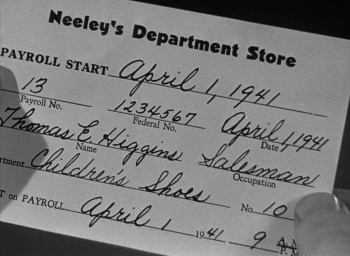 Neeley's Department Store
PAYROLL START April 1, 1941
13 1234567 April 1, 1941
Payroll No. Federal No. Date
Thomas E. Higgins Salesman
Name Occupation
artment Children's Shoes No. 10
T ON PAYROLL April 1 1941 9